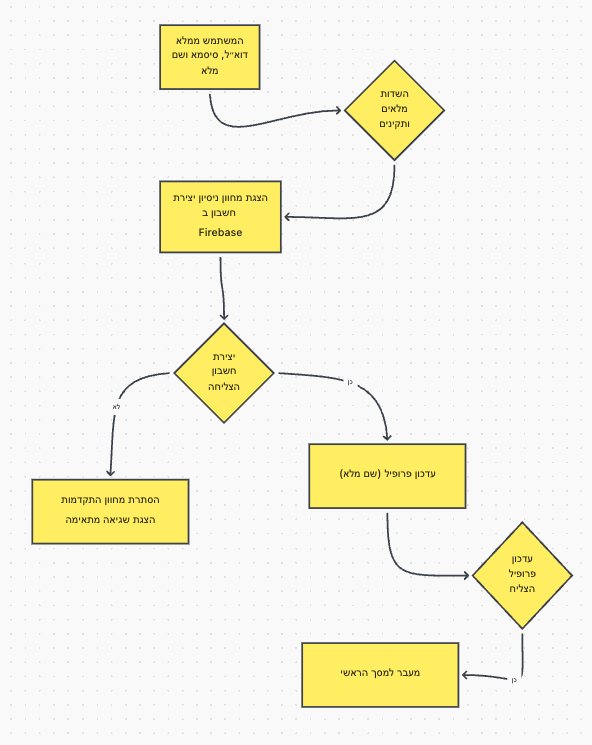 המשתמש ממלא
דוא״ל, סיסמא ושם
מלא
השדות
מלאים
ותקינים
הצגת מחוון ניסיון יצירת
חשבון ב
Firebase
יצירת
חשבון
הצליחה
כן
לא
עדכון פרופיל (שם מלא)
הסתרת מחוון התקדמות
הצגת שגיאה מתאימה
עדכון
פרופיל
הצליח
כן
מעבר למסך הראשי